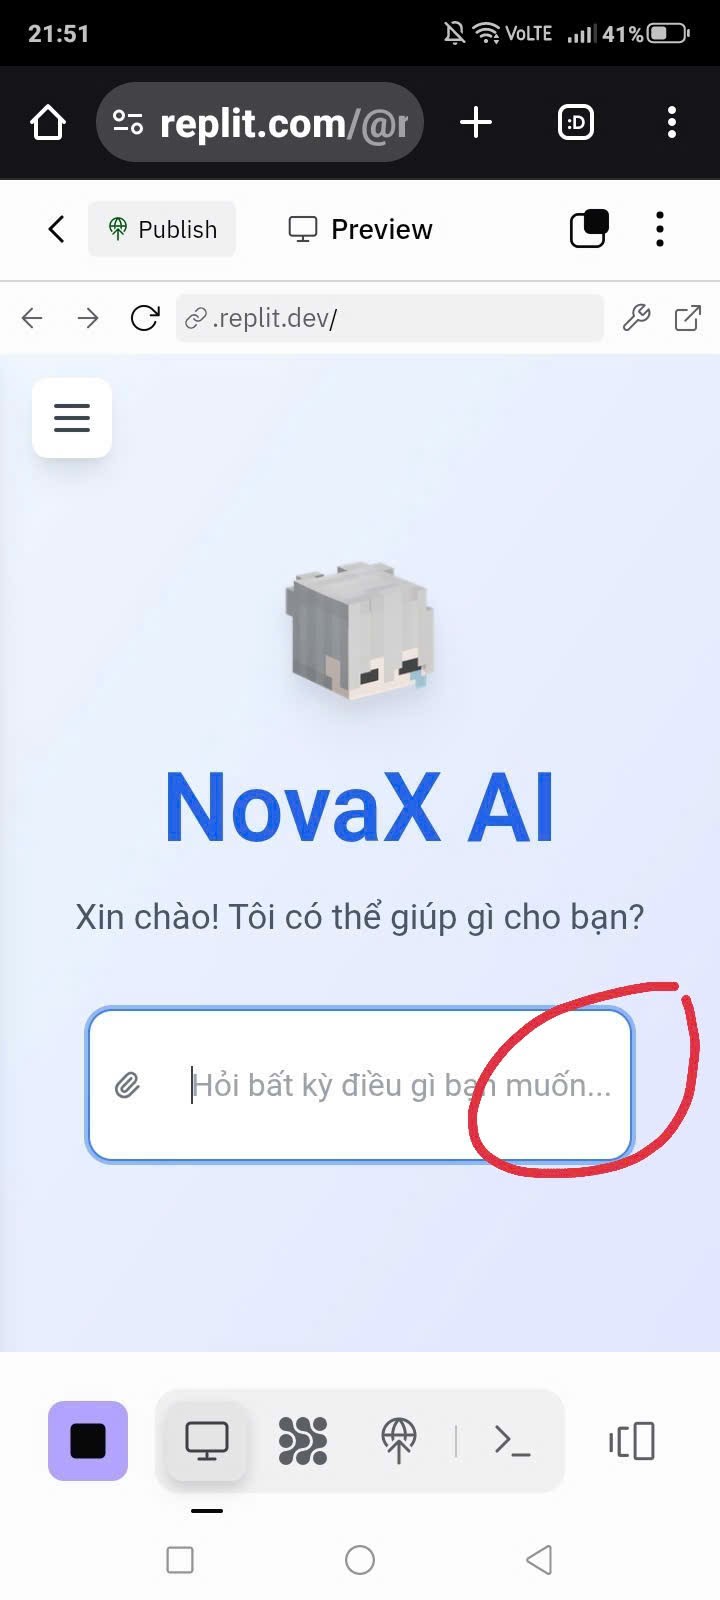 21:51
VoLTE
41%
:D
replit.com/@r
Publish
Preview
.replit.dev/
NovaX AI
Xin chào! Tôi có thể giúp gì cho bạn?
Hỏi bất kỳ điều gì bạn muốn...